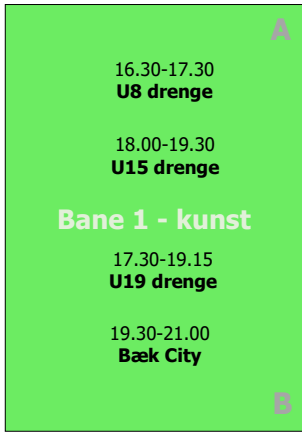 A
16.30-17.30
U8 drenge
18.00-19.30
U15 drenge
Bane 1 - kunst
17.30-19.15
U19 drenge
19.30-21.00
Bæk City
B